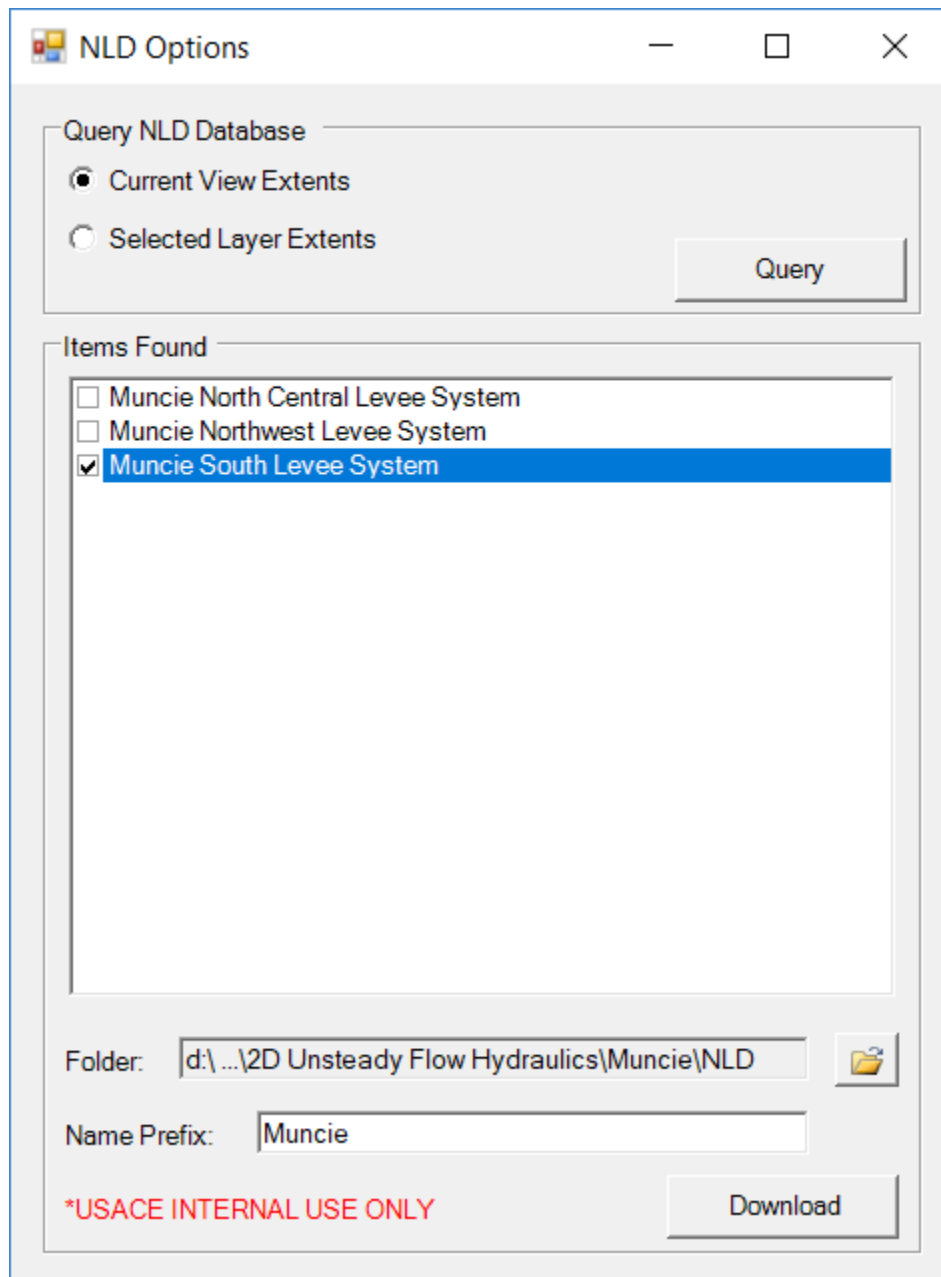 NLD Options
Query NLD Database
Current View Extents
Selected Layer Extents
Query
Items Found
Muncie North Central Levee System
Muncie Northwest Levee System
Muncie South Levee System
Folder: d:\ ...\2D Unsteady Flow Hydraulics\Muncie\NLD
Name Prefix: Muncie
*USACE INTERNAL USE ONLY
Download